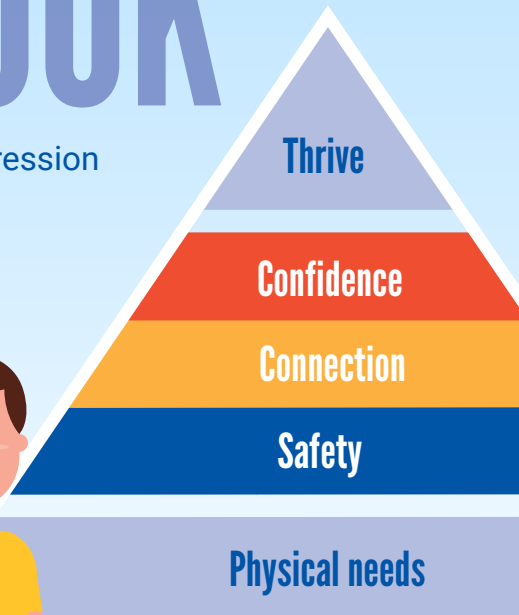 ression
Thrive
Confidence
Connection
Safety
Physical needs